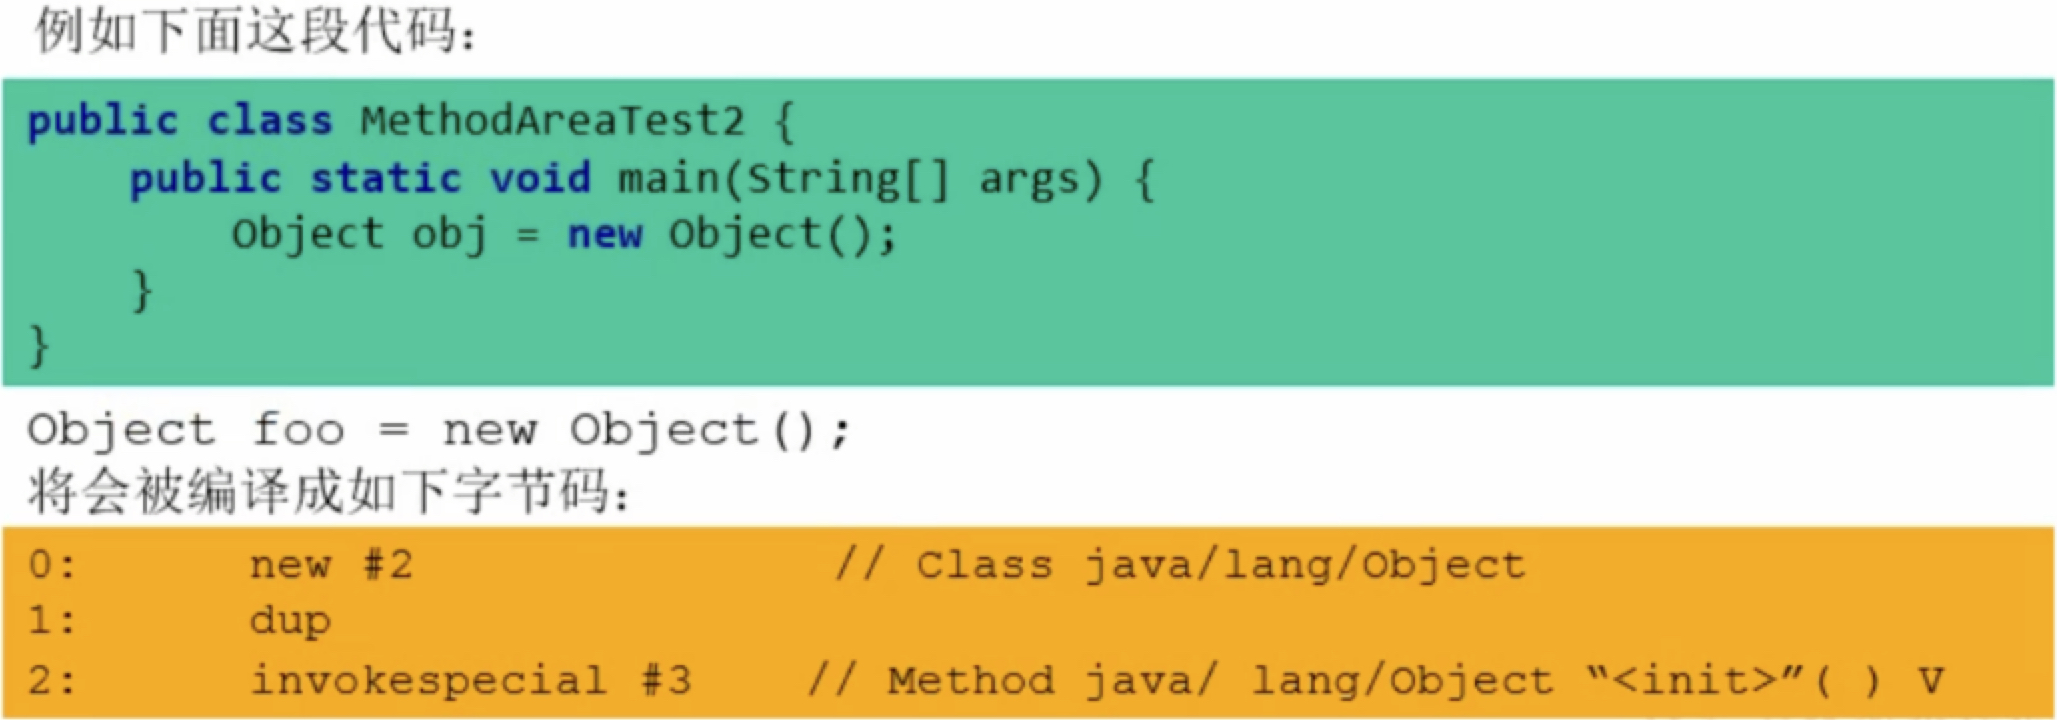 例如下面这段代码：
public class MethodAreaTest2 {
    public static void main(String[] args) {
        Object obj = new Object();
    }
}
Object foo = new Object();
将会被编译成如下字节码：
0:      new #2                // Class java/lang/Object
1:      dup
2:      invokespecial #3    // Method java/ lang/Object “<init>”( ) V